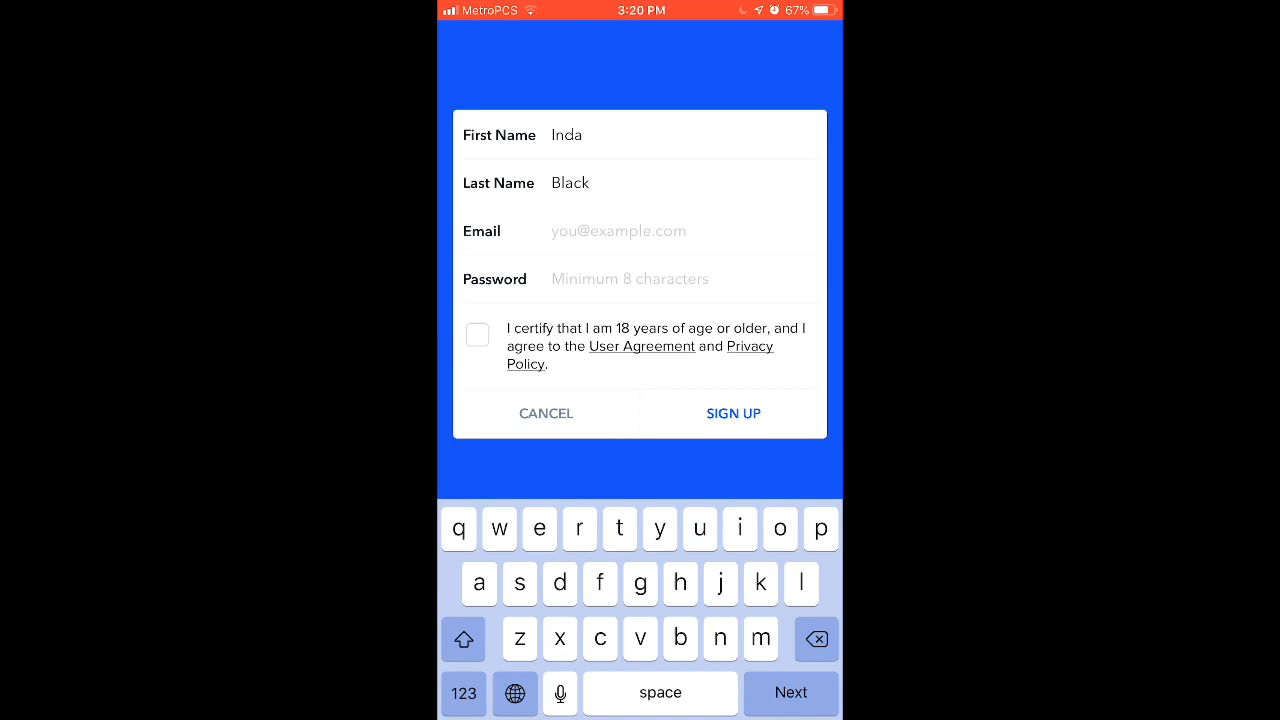 MetroPCS 3:20 PM 67%
First Name Inda
Last Name Black
Email you@example.com
Password Minimum 8 characters
I certify that I am 18 years of age or older, and I
agree to the User Agreement and Privacy
Policy.
CANCEL SIGN UP
q w e r t y u i o p
a s d f g h j k l
z x c v b n m
123 space Next